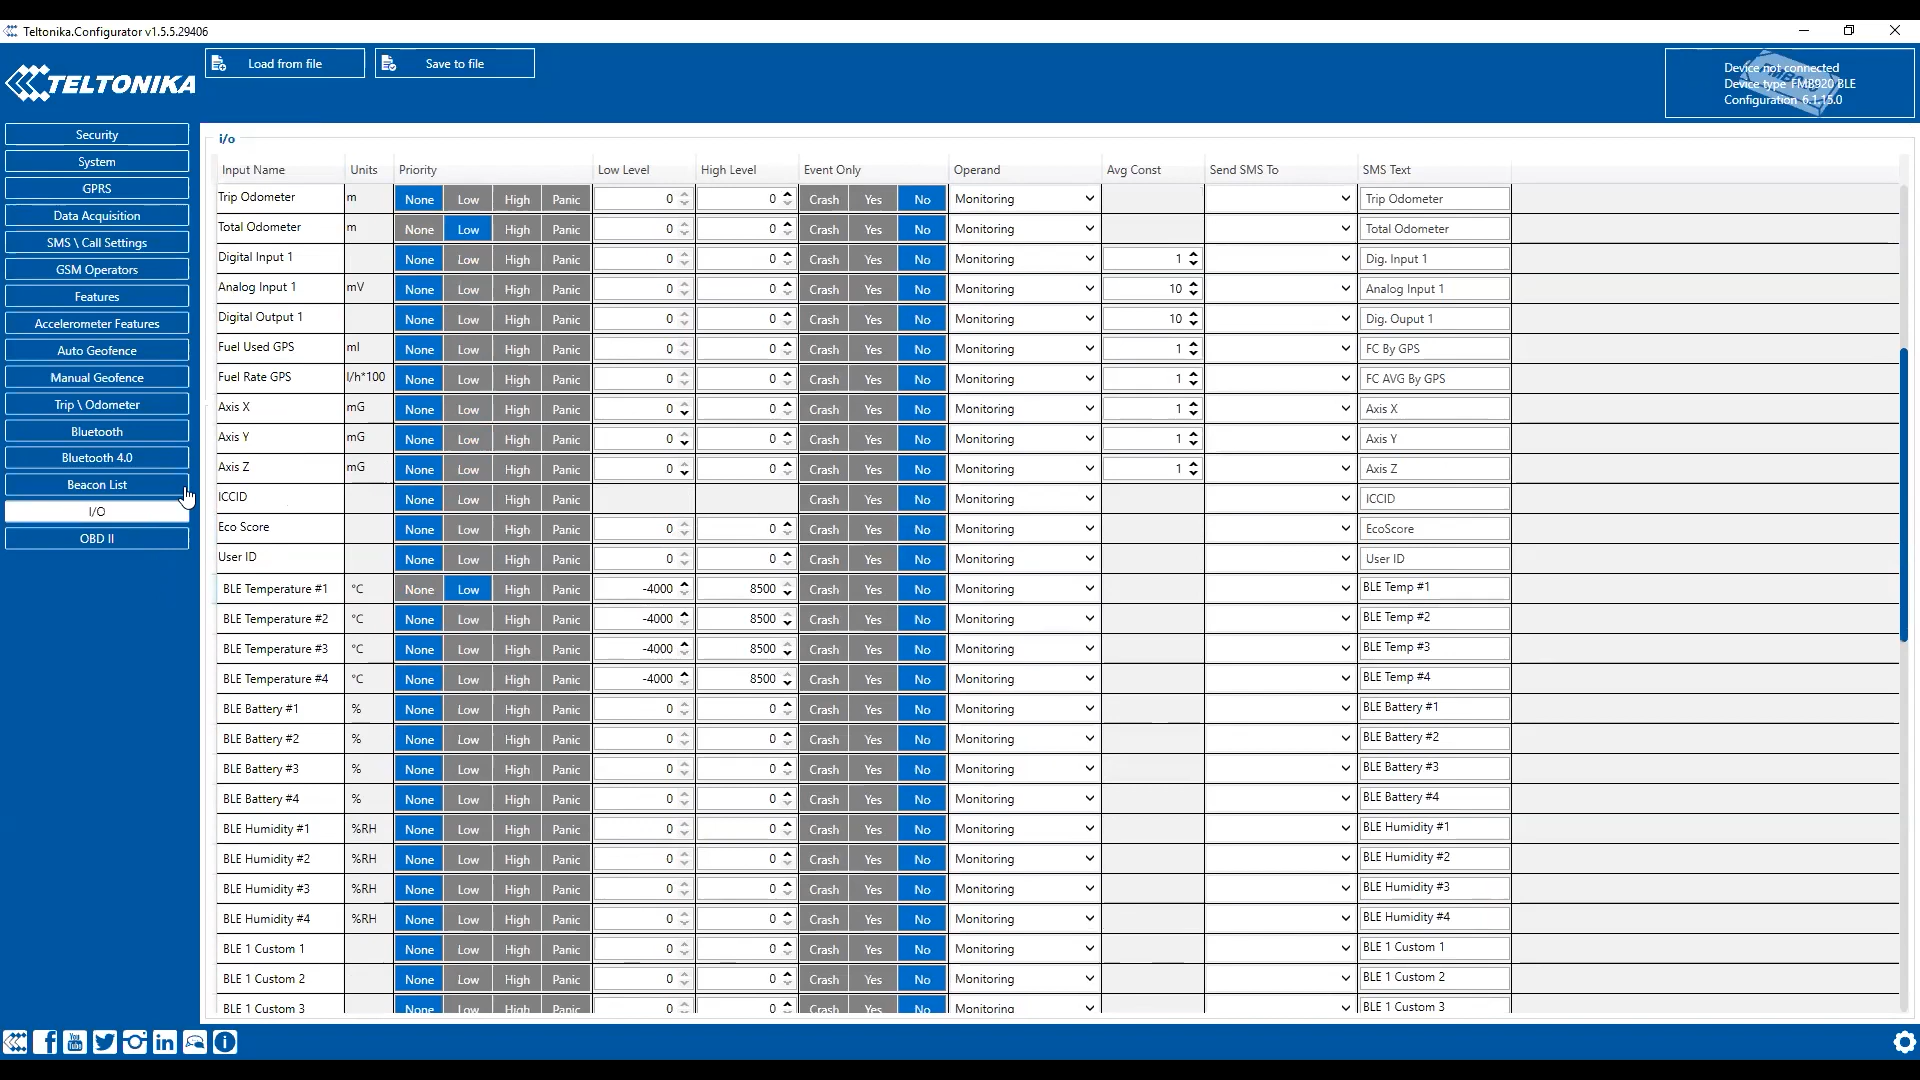 Teltonika.Configurator v1.5.5.29406
TELTONIKA
Load from file
Save to file
Device not connected
Device type FMB920 BLE
Configuration 6.1.15.0
Security
System
GPRS
Data Acquisition
SMS \ Call Settings
GSM Operators
Features
Accelerometer Features
Auto Geofence
Manual Geofence
Trip \ Odometer
Bluetooth
Bluetooth 4.0
Beacon List
I/O
OBD II
i/o
Input Name Units Priority Low Level High Level Event Only Operand Avg Const Send SMS To SMS Text
Trip Odometer m None Low High Panic 0 0 Crash Yes No Monitoring Trip Odometer
Total Odometer m None Low High Panic 0 0 Crash Yes No Monitoring Total Odometer
Digital Input 1 None Low High Panic 0 0 Crash Yes No Monitoring 1 Dig. Input 1
Analog Input 1 mV None Low High Panic 0 0 Crash Yes No Monitoring 10 Analog Input 1
Digital Output 1 None Low High Panic 0 0 Crash Yes No Monitoring 10 Dig. Ouput 1
Fuel Used GPS ml None Low High Panic 0 0 Crash Yes No Monitoring 1 FC By GPS
Fuel Rate GPS l/h*100 None Low High Panic 0 0 Crash Yes No Monitoring 1 FC AVG By GPS
Axis X mG None Low High Panic 0 0 Crash Yes No Monitoring 1 Axis X
Axis Y mG None Low High Panic 0 0 Crash Yes No Monitoring 1 Axis Y
Axis Z mG None Low High Panic 0 0 Crash Yes No Monitoring 1 Axis Z
ICCID None Low High Panic Crash Yes No Monitoring ICCID
Eco Score None Low High Panic 0 0 Crash Yes No Monitoring EcoScore
User ID None Low High Panic 0 0 Crash Yes No Monitoring User ID
BLE Temperature #1 °C None Low High Panic -4000 8500 Crash Yes No Monitoring BLE Temp #1
BLE Temperature #2 °C None Low High Panic -4000 8500 Crash Yes No Monitoring BLE Temp #2
BLE Temperature #3 °C None Low High Panic -4000 8500 Crash Yes No Monitoring BLE Temp #3
BLE Temperature #4 °C None Low High Panic -4000 8500 Crash Yes No Monitoring BLE Temp #4
BLE Battery #1 % None Low High Panic 0 0 Crash Yes No Monitoring BLE Battery #1
BLE Battery #2 % None Low High Panic 0 0 Crash Yes No Monitoring BLE Battery #2
BLE Battery #3 % None Low High Panic 0 0 Crash Yes No Monitoring BLE Battery #3
BLE Battery #4 % None Low High Panic 0 0 Crash Yes No Monitoring BLE Battery #4
BLE Humidity #1 %RH None Low High Panic 0 0 Crash Yes No Monitoring BLE Humidity #1
BLE Humidity #2 %RH None Low High Panic 0 0 Crash Yes No Monitoring BLE Humidity #2
BLE Humidity #3 %RH None Low High Panic 0 0 Crash Yes No Monitoring BLE Humidity #3
BLE Humidity #4 %RH None Low High Panic 0 0 Crash Yes No Monitoring BLE Humidity #4
BLE 1 Custom 1 None Low High Panic 0 0 Crash Yes No Monitoring BLE 1 Custom 1
BLE 1 Custom 2 None Low High Panic 0 0 Crash Yes No Monitoring BLE 1 Custom 2
BLE 1 Custom 3 None Low High Panic 0 0 Crash Yes No Monitoring BLE 1 Custom 3